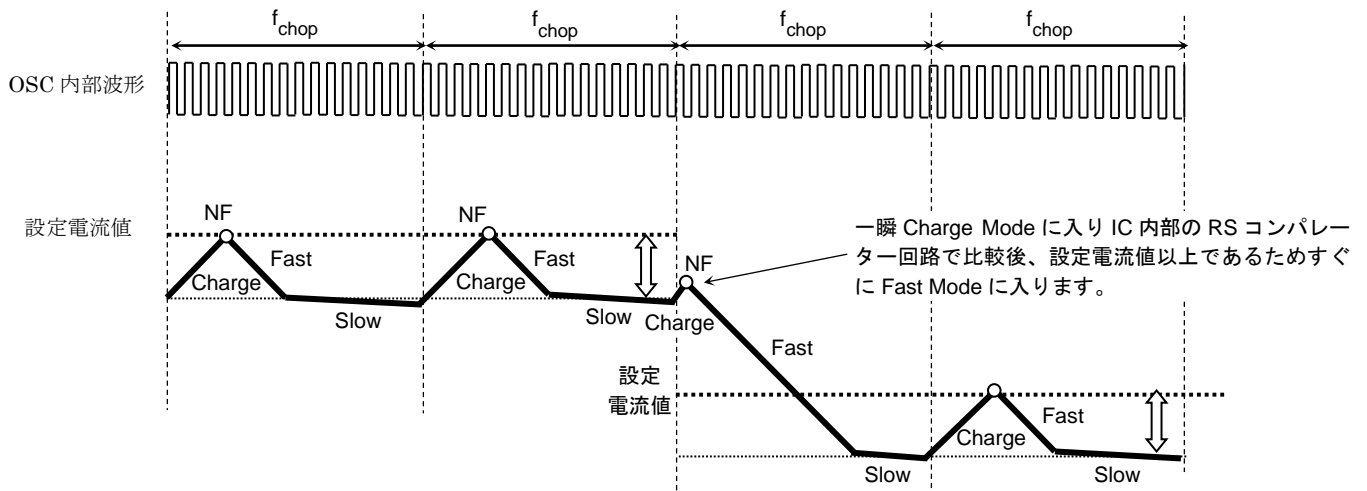 fchop fchop fchop fchop
OSC 内部波形
設定電流値
NF
Charge
Fast
Slow
NF
Charge
Fast
Slow
NF
Charge
Fast
Slow
一瞬 Charge Mode に入り IC 内部の RS コンパレー
ター回路で比較後、設定電流値以上であるためすぐ
に Fast Mode に入ります。
設定
電流値
Charge
Fast
Slow